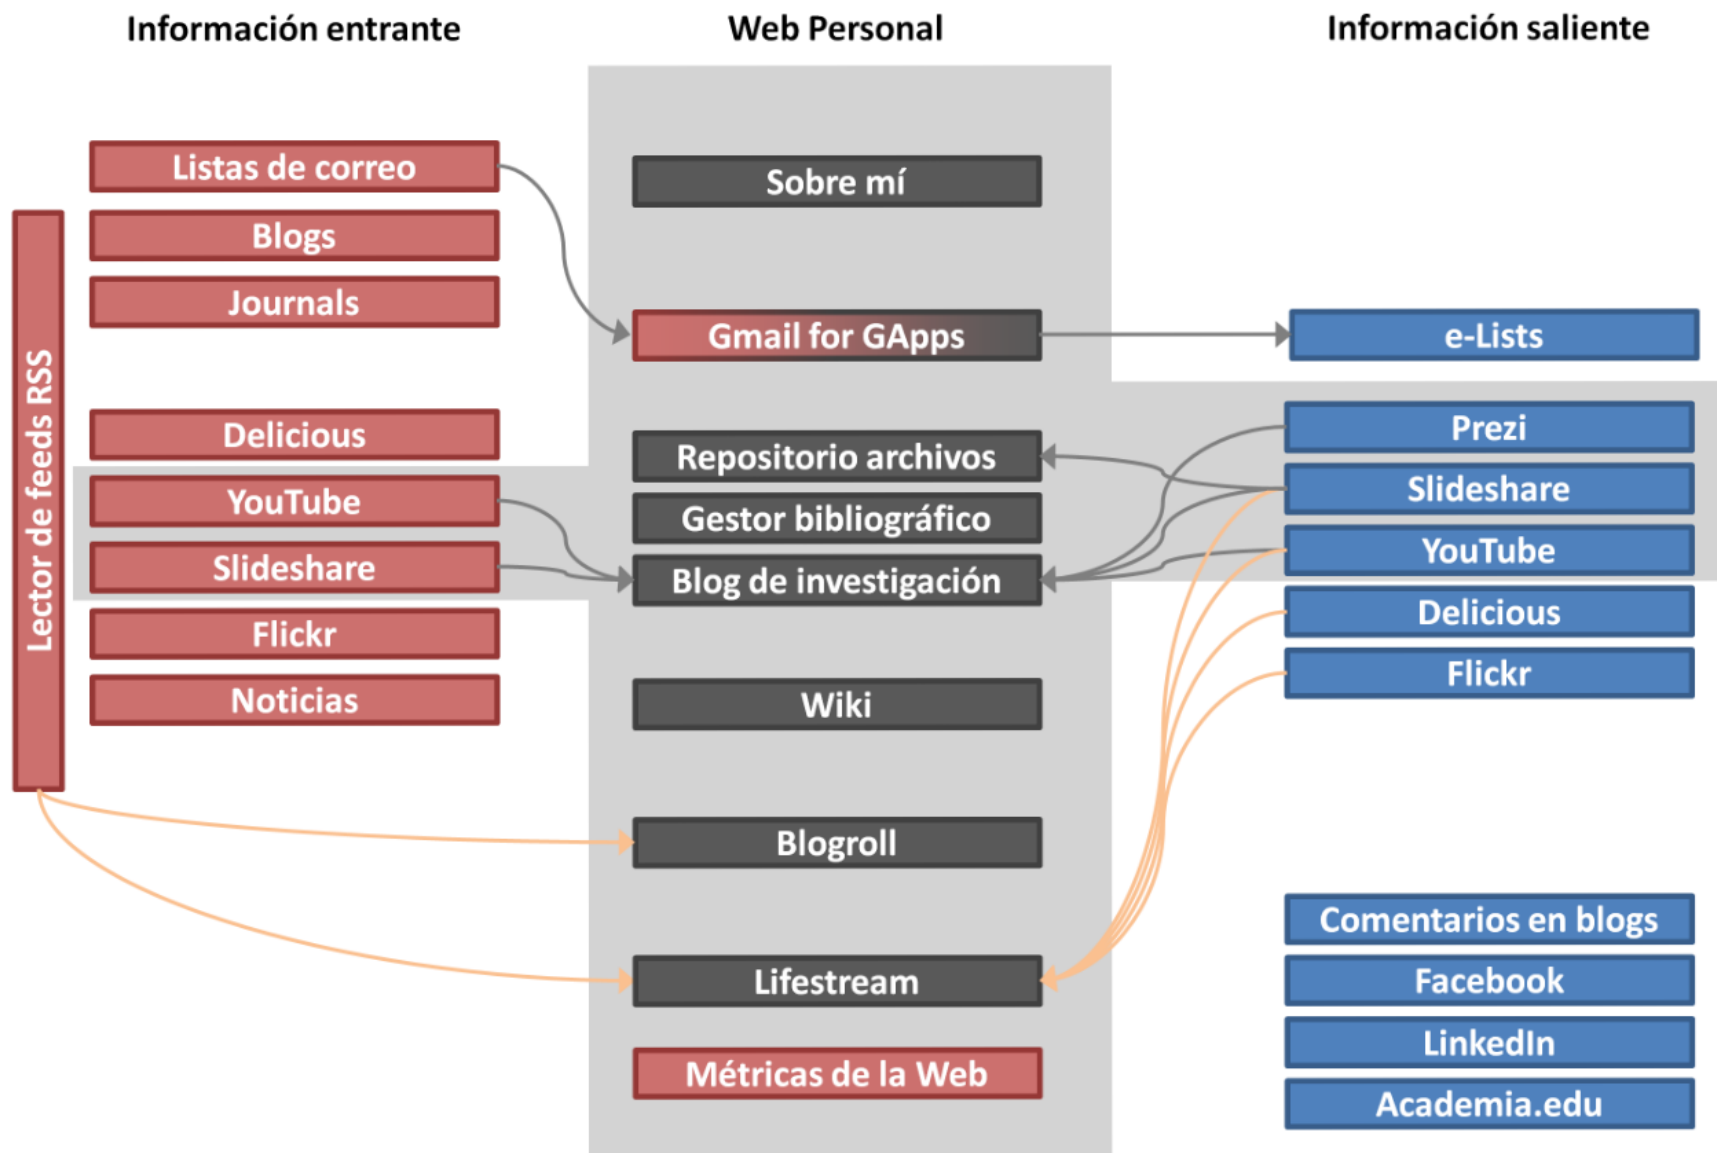 Información entrante
Web Personal
Información saliente
Lector de feeds RSS
Listas de correo
Blogs
Journals
Delicious
YouTube
Slideshare
Flickr
Noticias
Sobre mí
Gmail for GApps
Repositorio archivos
Gestor bibliográfico
Blog de investigación
Wiki
Blogroll
Lifestream
Métricas de la Web
e-Lists
Prezi
Slideshare
YouTube
Delicious
Flickr
Comentarios en blogs
Facebook
LinkedIn
Academia.edu